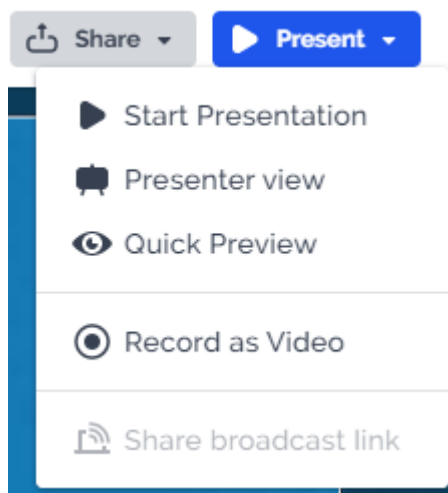 Share
Present
Start Presentation
Presenter view
Quick Preview
Record as Video
Share broadcast link